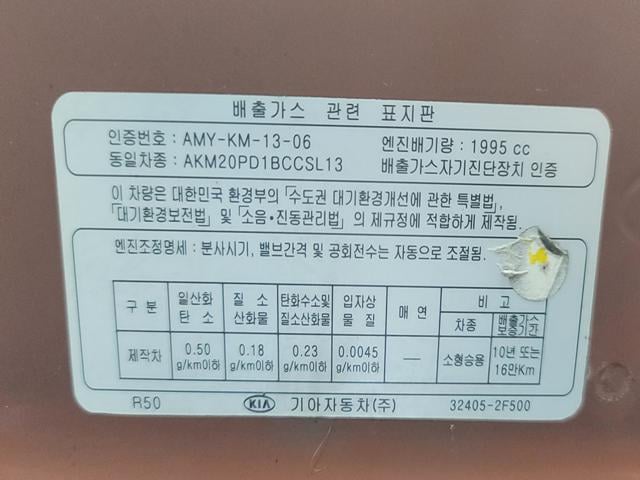 배출가스 관련 표지판
인증번호: AMY-KM-13-06 엔진배기량: 1995 cc
동일차종: AKM20PD1BCCSL13 배출가스자기진단장치 인증
이 차량은 대한민국 환경부의 「수도권 대기환경개선에 관한 특별법」,
「대기환경보전법」 및 「소음·진동관리법」의 제규정에 적합하게 제작됨.
엔진조정명세 : 분사시기, 밸브간격 및 공회전수는 자동으로 조절됨.
구 분 일산화 탄 소 질 소 산화물 탄화수소및 질소산화물 입자상 물 질 매 연 비 고
차종 배출가스 보증기간
제작차 0.50 g/km이하 0.18 g/km이하 0.23 g/km이하 0.0045 g/km이하 — 소형승용 10년 또는 16만Km
R50 KIA 기아자동차(주) 32405-2F500